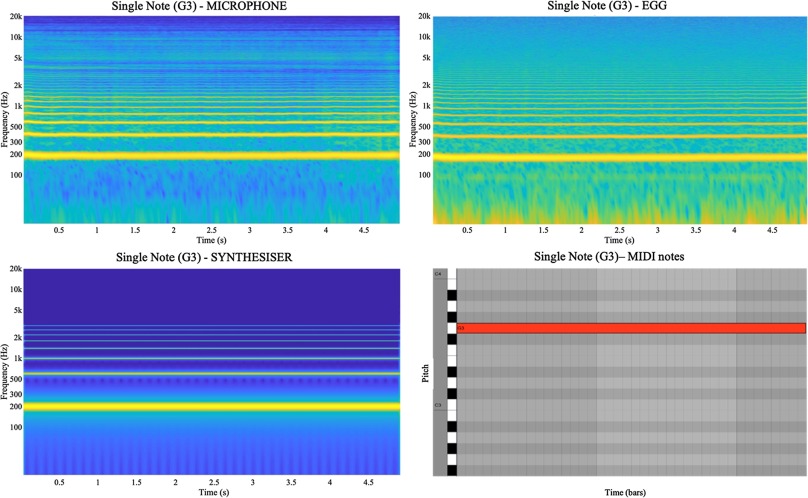 Single Note (G3) - MICROPHONE
20k
10k
5k
2k
1k
500
300
200
100
Frequency (Hz)
0.5 1 1.5 2 2.5 3 3.5 4 4.5
Time (s)
Single Note (G3) - EGG
20k
10k
5k
2k
1k
500
300
200
100
Frequency (Hz)
0.5 1 1.5 2 2.5 3 3.5 4 4.5
Time (s)
Single Note (G3) - SYNTHESISER
20k
10k
5k
2k
1k
500
300
200
100
Frequency (Hz)
0.5 1 1.5 2 2.5 3 3.5 4 4.5
Time (s)
Single Note (G3)– MIDI notes
Pitch
G3
Time (bars)